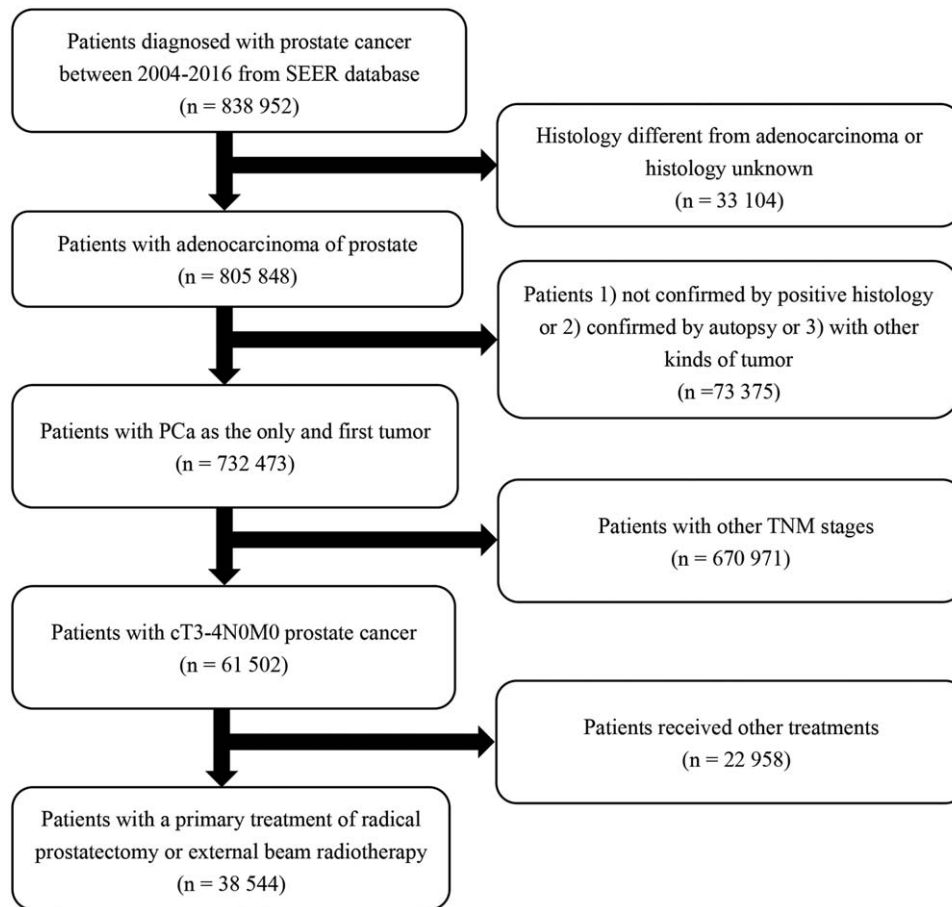 Patients diagnosed with prostate cancer
between 2004-2016 from SEER database
(n = 838 952)
Histology different from adenocarcinoma or
histology unknown
(n = 33 104)
Patients with adenocarcinoma of prostate
(n = 805 848)
Patients 1) not confirmed by positive histology
or 2) confirmed by autopsy or 3) with other
kinds of tumor
(n =73 375)
Patients with PCa as the only and first tumor
(n = 732 473)
Patients with other TNM stages
(n = 670 971)
Patients with cT3-4N0M0 prostate cancer
(n = 61 502)
Patients received other treatments
(n = 22 958)
Patients with a primary treatment of radical
prostatectomy or external beam radiotherapy
(n = 38 544)